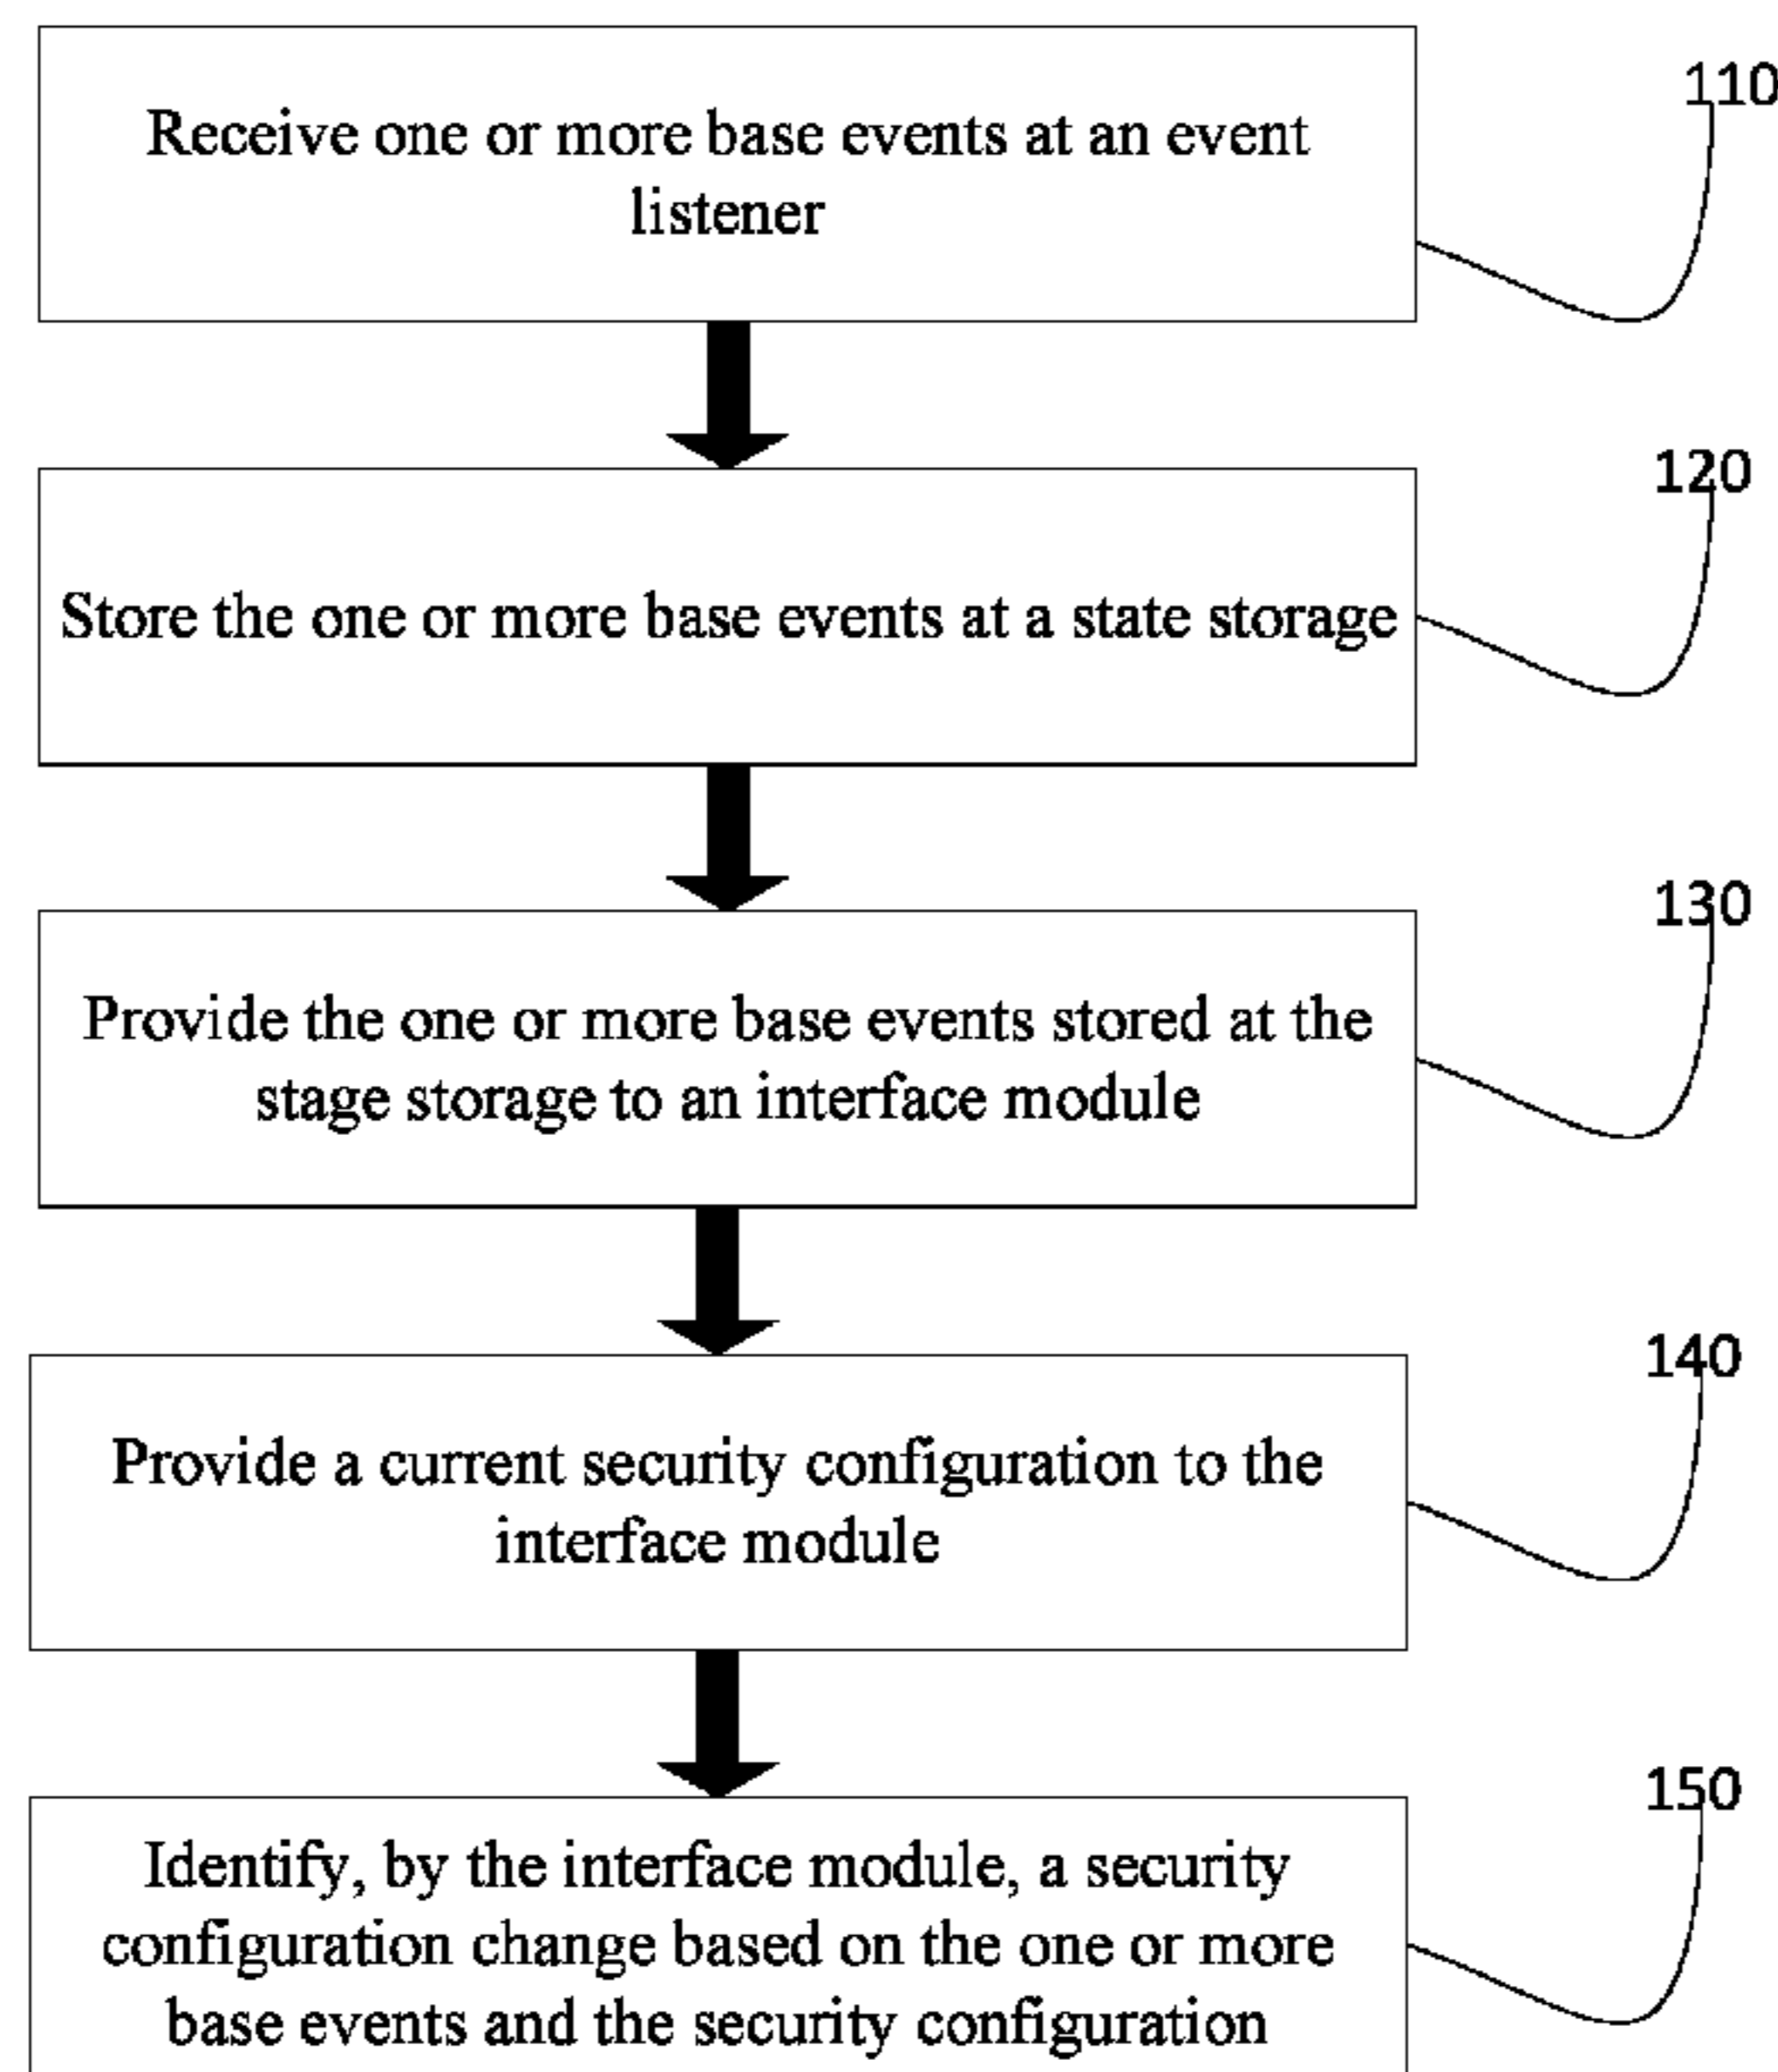 Receive one or more base events at an event
listener
110
Store the one or more base events at a state storage
120
Provide the one or more base events stored at the
stage storage to an interface module
130
Provide a current security configuration to the
interface module
140
Identify, by the interface module, a security
configuration change based on the one or more
base events and the security configuration
150